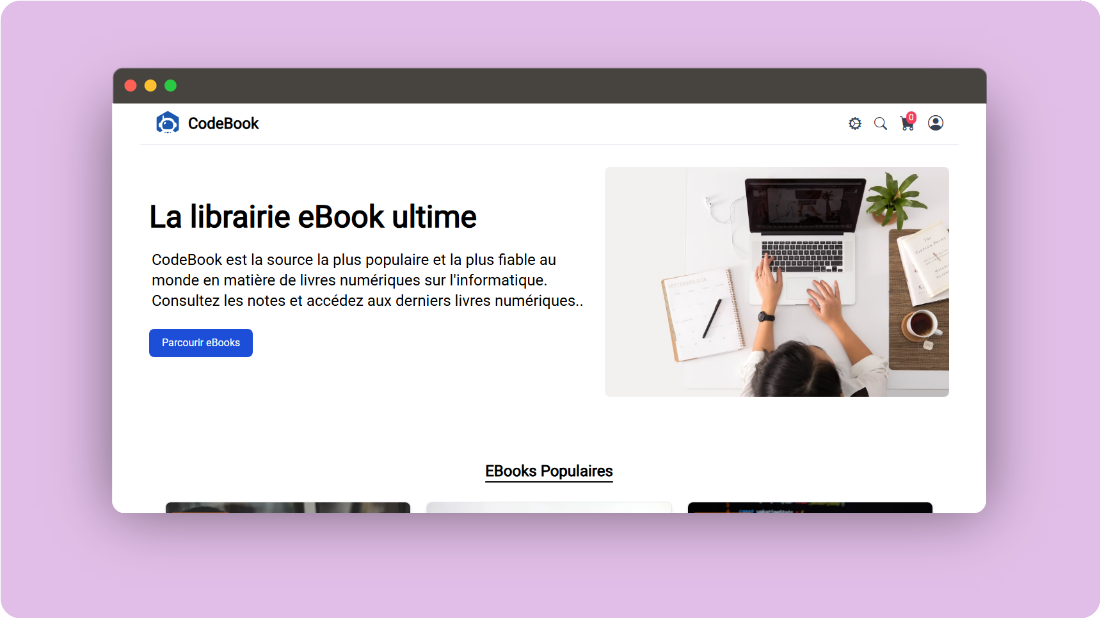 CodeBook
0
La librairie eBook ultime
CodeBook est la source la plus populaire et la plus fiable au
monde en matière de livres numériques sur l'informatique.
Consultez les notes et accédez aux derniers livres numériques..
Parcourir eBooks
EBooks Populaires